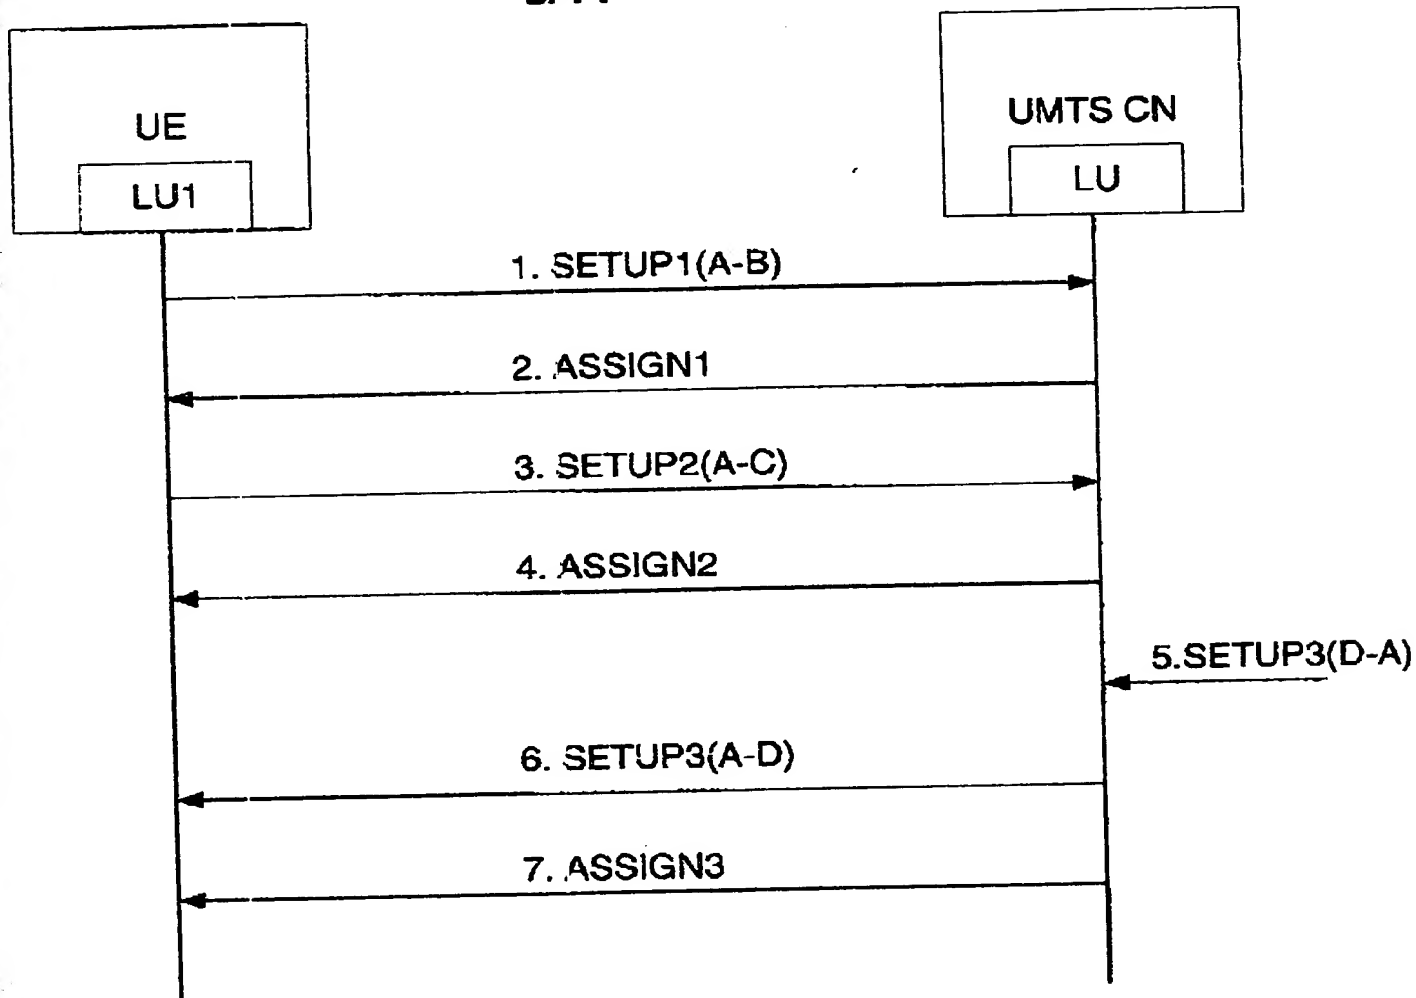 UE
UMTS CN
LU1
LU
1. SETUP1(A-B)
2. ASSIGN1
3. SETUP2(A-C)
4. ASSIGN2
5.SETUP3(D-A)
6. SETUP3(A-D)
7. ASSIGN3